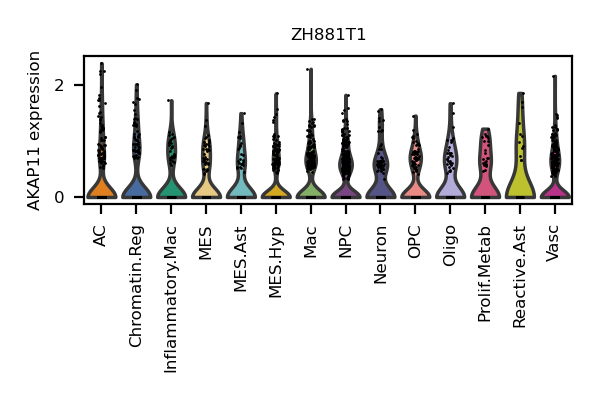 ZH881T1
AKAP11 expression
2
0
AC
Chromatin.Reg
Inflammatory.Mac
MES
MES.Ast
MES.Hyp
Mac
NPC
Neuron
OPC
Oligo
Prolif.Metab
Reactive.Ast
Vasc